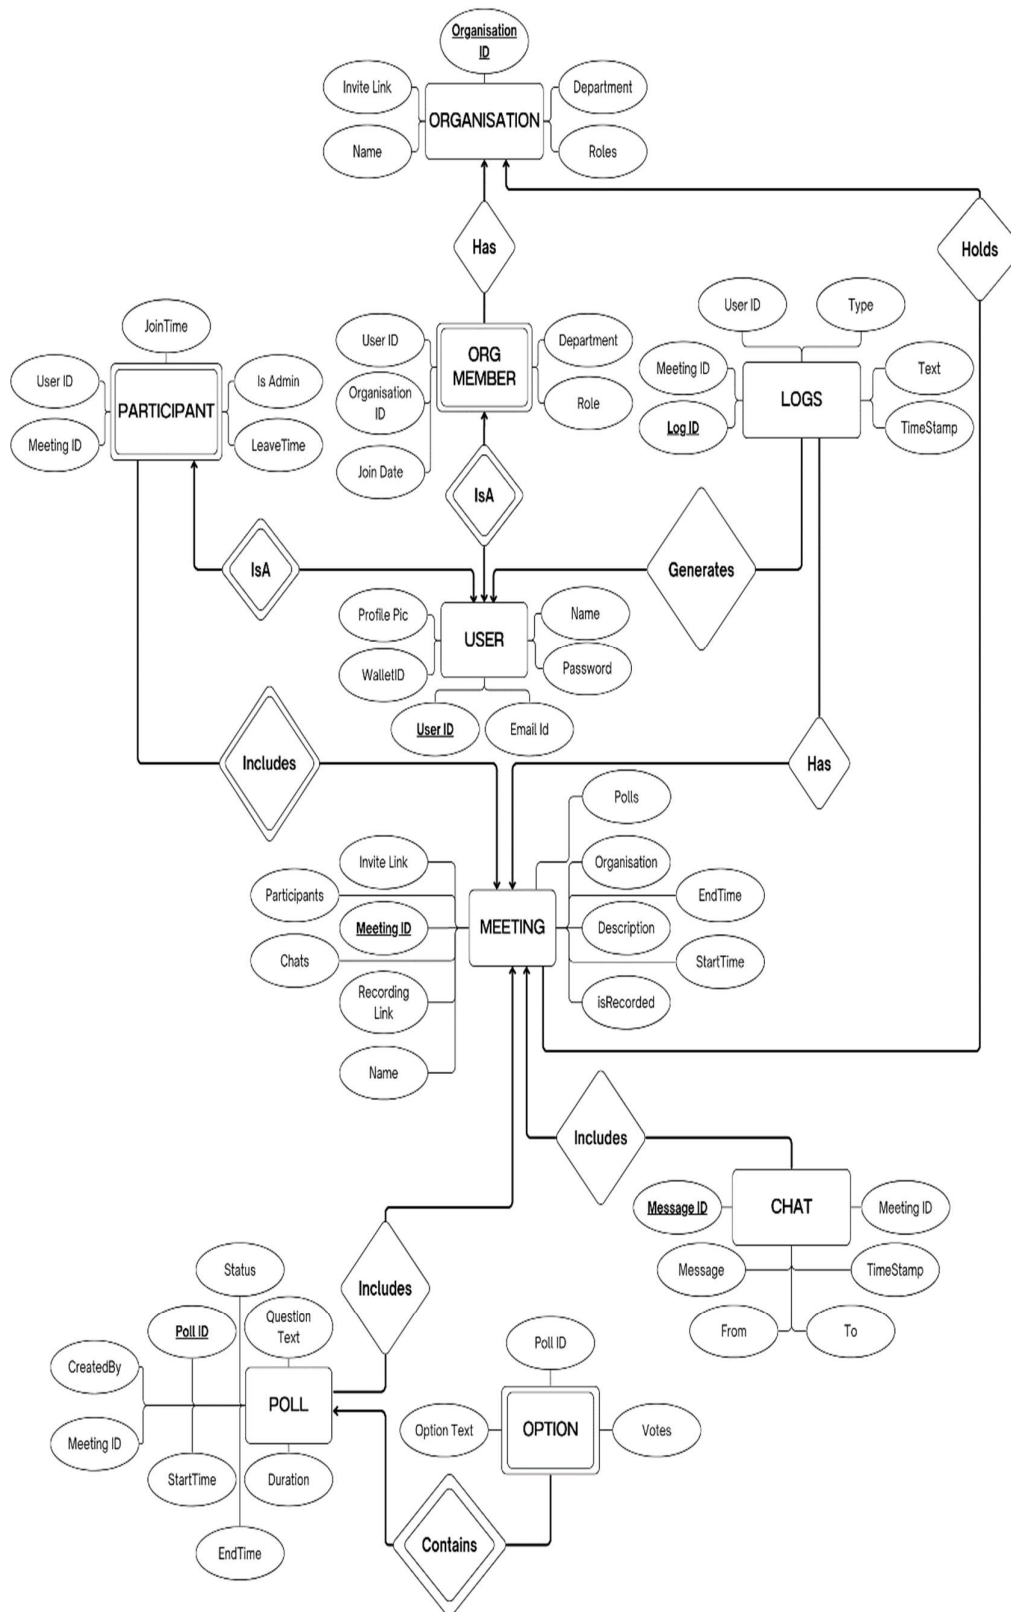 Organisation
ID
Invite Link
Department
ORGANISATION
Name
Roles
Has
Holds
JoinTime
User ID
Is Admin
PARTICIPANT
Meeting ID
LeaveTime
User ID
Department
ORG
MEMBER
Organisation
ID
Role
Join Date
User ID
Type
Meeting ID
Text
LOGS
Log ID
TimeStamp
IsA
IsA
Generates
Profile Pic
Name
USER
WalletID
Password
User ID
Email Id
Includes
Has
Polls
Invite Link
Organisation
Participants
EndTime
Meeting ID
MEETING
Description
Chats
StartTime
Recording
Link
isRecorded
Name
Includes
Message ID
CHAT
Meeting ID
Message
TimeStamp
From
To
Includes
Status
Poll ID
Question
Text
CreatedBy
POLL
Meeting ID
StartTime
Duration
EndTime
Poll ID
Option Text
OPTION
Votes
Contains